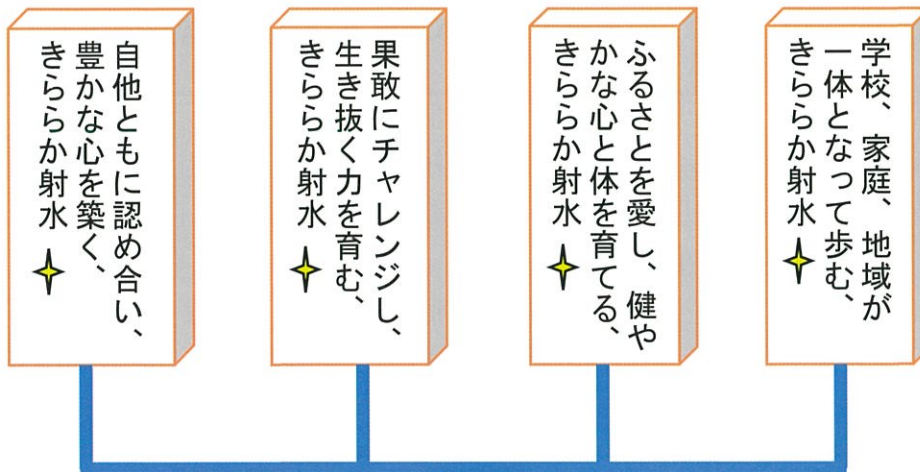 学校、家庭、地域が
一体となって歩む、
きららか射水
ふるさとを愛し、健や
かな心と体を育てる、
きららか射水
果敢にチャレンジし、
生き抜く力を育む、
きららか射水
自他ともに認め合い、
豊かな心を築く、
きららか射水